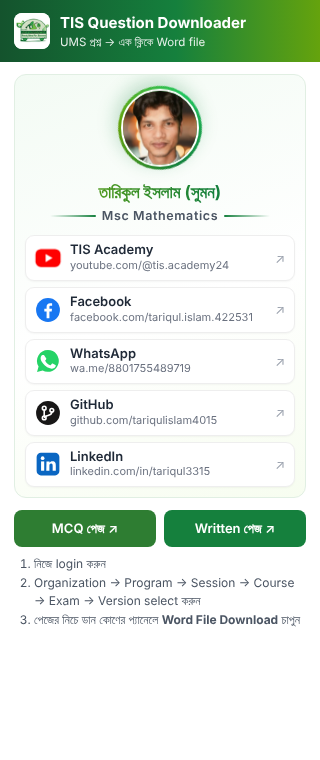 TIS Question Downloader
UMS প্রশ্ন → এক ক্লিকে Word file
তারিকুল ইসলাম (সুমন)
Msc Mathematics
TIS Academy
youtube.com/@tis.academy24
Facebook
facebook.com/tariqul.islam.422531
WhatsApp
wa.me/8801755489719
GitHub
github.com/tariqulislam4015
LinkedIn
linkedin.com/in/tariqul3315
MCQ পেজ ↗
Written পেজ ↗
1. নিজে login করুন
2. Organization → Program → Session → Course
→ Exam → Version select করুন
3. পেজের নিচে ডান কোণের প্যানেলে Word File Download চাপুন